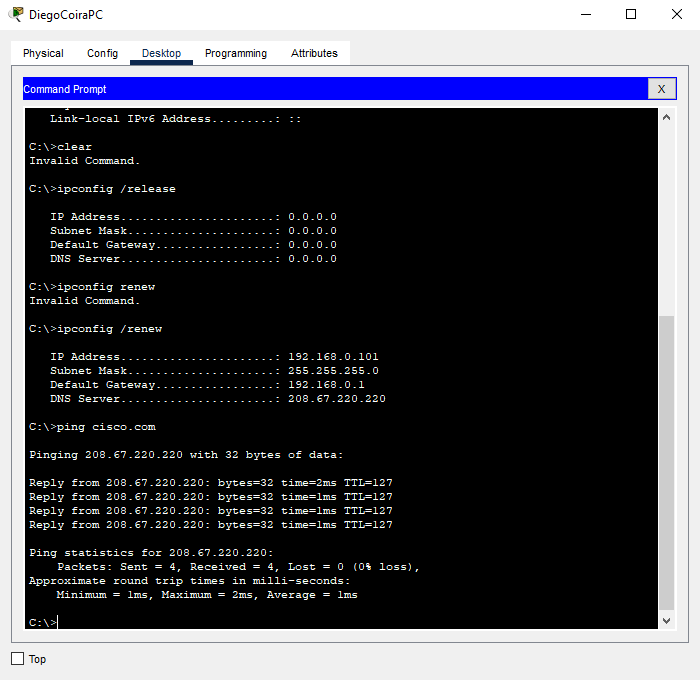 DiegoCoiraPC
Physical Config Desktop Programming Attributes
Command Prompt X
Link-local IPv6 Address.........: ::
C:\>clear
Invalid Command.
C:\>ipconfig /release
IP Address......................: 0.0.0.0
Subnet Mask.....................: 0.0.0.0
Default Gateway.................: 0.0.0.0
DNS Server......................: 0.0.0.0
C:\>ipconfig renew
Invalid Command.
C:\>ipconfig /renew
IP Address......................: 192.168.0.101
Subnet Mask.....................: 255.255.255.0
Default Gateway.................: 192.168.0.1
DNS Server......................: 208.67.220.220
C:\>ping cisco.com
Pinging 208.67.220.220 with 32 bytes of data:
Reply from 208.67.220.220: bytes=32 time=2ms TTL=127
Reply from 208.67.220.220: bytes=32 time=1ms TTL=127
Reply from 208.67.220.220: bytes=32 time=1ms TTL=127
Reply from 208.67.220.220: bytes=32 time=1ms TTL=127
Ping statistics for 208.67.220.220:
Packets: Sent = 4, Received = 4, Lost = 0 (0% loss),
Approximate round trip times in milli-seconds:
Minimum = 1ms, Maximum = 2ms, Average = 1ms
C:\>
Top